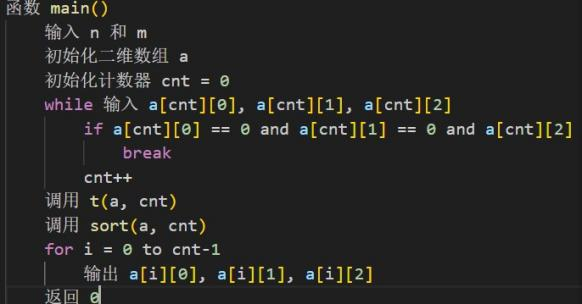 函数 main()
输入 n 和 m
初始化二维数组 a
初始化计数器 cnt = 0
while 输入 a[cnt][0], a[cnt][1], a[cnt][2]
if a[cnt][0] == 0 and a[cnt][1] == 0 and a[cnt][2]
break
cnt++
调用 t(a, cnt)
调用 sort(a, cnt)
for i = 0 to cnt-1
输出 a[i][0], a[i][1], a[i][2]
返回 0